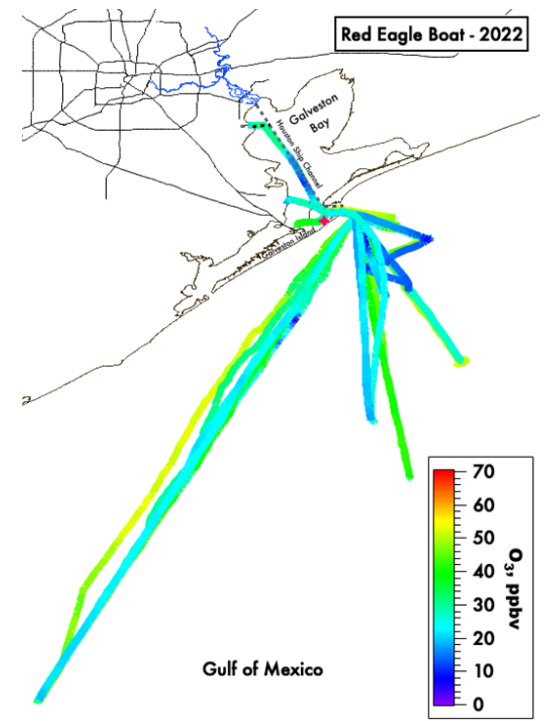 Red Eagle Boat - 2022
Galveston
Bay
Houston Ship Channel
Galveston Island
70
60
50
40
30
20
10
0
O₃, ppbv
Gulf of Mexico